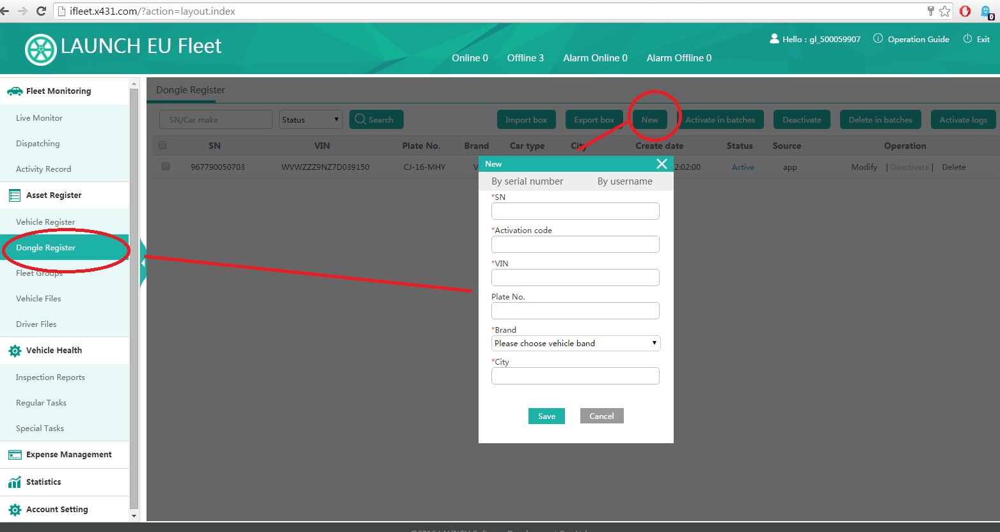 ifleet.x431.com/?action=layout.index
0
LAUNCH EU Fleet
Hello : gl_500059907
Operation Guide
Exit
Online 0
Offline 3
Alarm Online 0
Alarm Offline 0
Fleet Monitoring
Live Monitor
Dispatching
Activity Record
Asset Register
Vehicle Register
Dongle Register
Fleet Groups
Vehicle Files
Driver Files
Vehicle Health
Inspection Reports
Regular Tasks
Special Tasks
Expense Management
Statistics
Account Setting
Dongle Register
SN/Car make
Status
Search
Import box
Export box
New
Activate in batches
Deactivate
Delete in batches
Activate logs
SN VIN Plate No. Brand Car type City Create date Status Source Operation
967790050703 WVWZZZ9NZ7D039150 CJ-16-MHY V 2:02:00 Active app Modify | Deactivate | Delete
New
By serial number By username
*SN
*Activation code
*VIN
Plate No.
*Brand
Please choose vehicle band
*City
Save Cancel